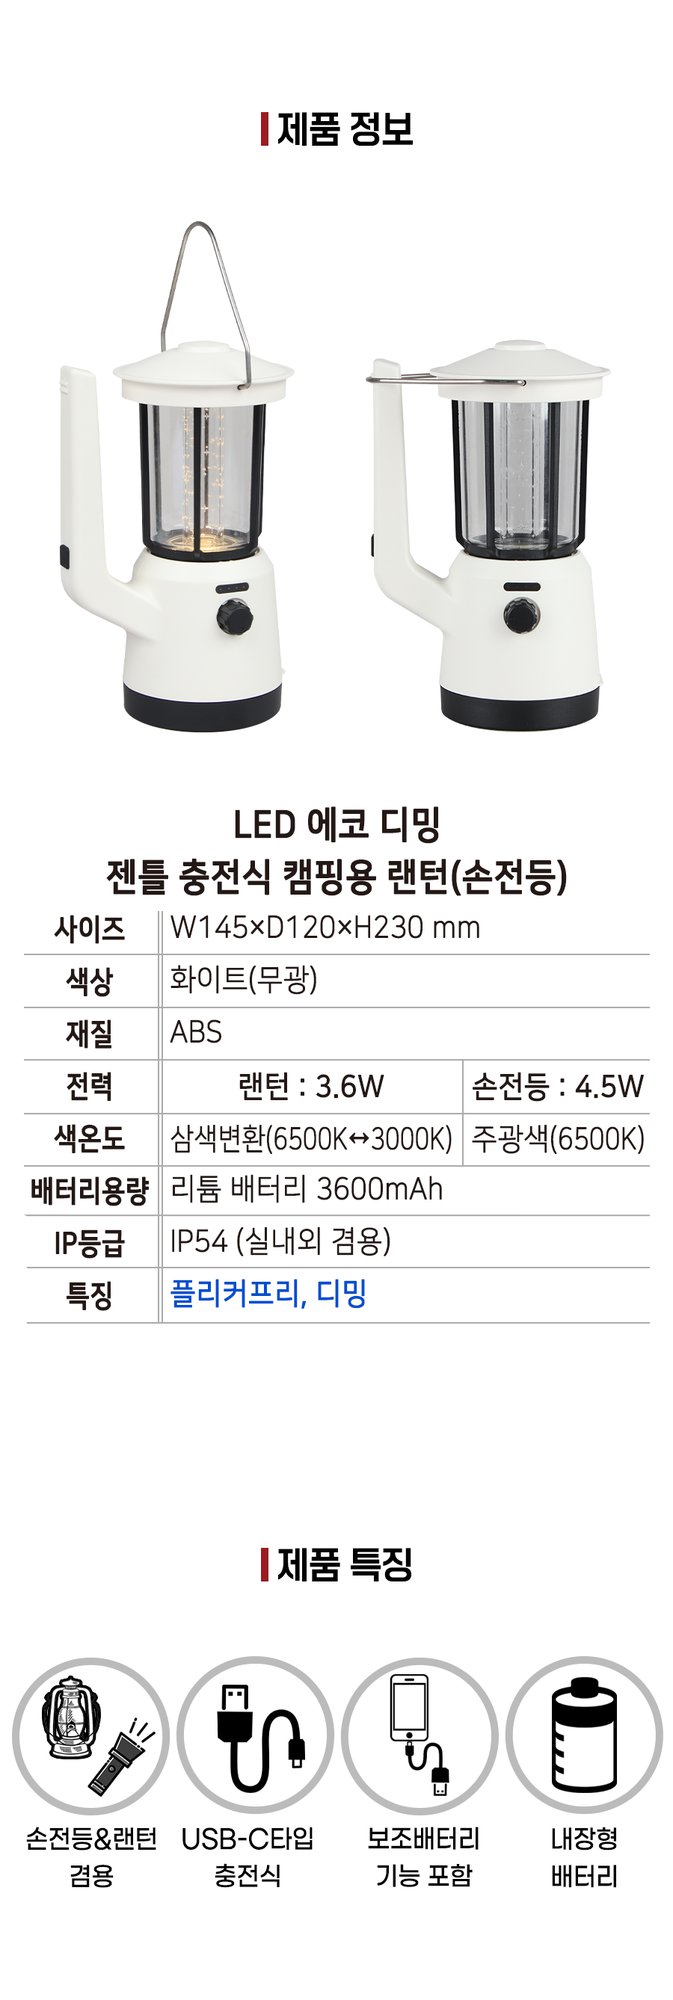 제품 정보
LED 에코 디밍
젠틀 충전식 캠핑용 랜턴(손전등)
사이즈 W145×D120×H230 mm
색상 화이트(무광)
재질 ABS
전력 랜턴 : 3.6W 손전등 : 4.5W
색온도 삼색변환(6500K↔3000K) 주광색(6500K)
배터리용량 리튬 배터리 3600mAh
IP등급 IP54 (실내외 겸용)
특징 플리커프리, 디밍
제품 특징
손전등&랜턴
겸용
USB-C타입
충전식
보조배터리
기능 포함
내장형
배터리